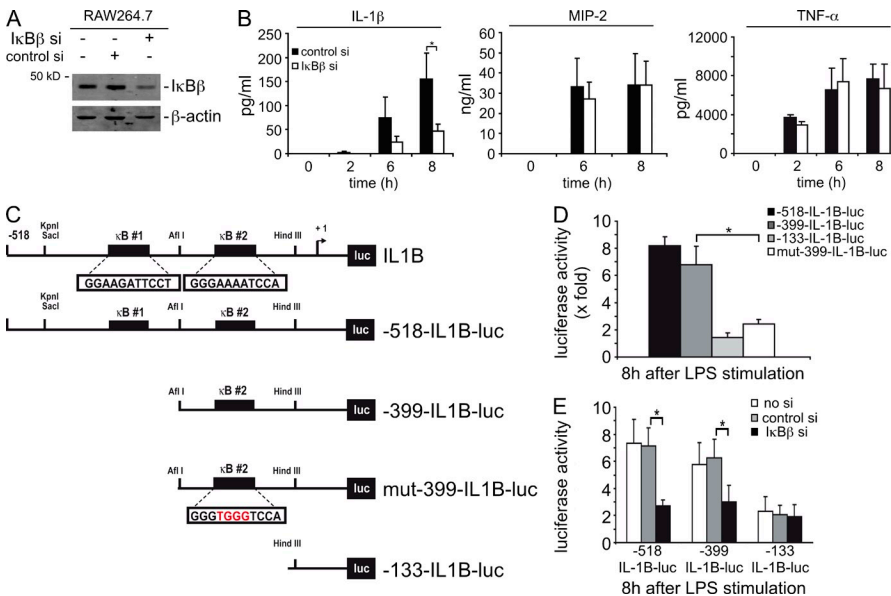 A
RAW264.7
IκBβ si - - +
control si - + -
50 kD
-IκBβ
-β-actin
B
IL-1β
pg/ml
250
200
150
100
50
0
control si
IκBβ si
*
0 2 6 8
time (h)
MIP-2
ng/ml
60
50
40
30
20
10
0
0 6 8
time (h)
TNF-α
pg/ml
12000
8000
4000
0
0 2 6 8
time (h)
C
-518 KpnI SacI κB #1 Afl I κB #2 Hind III + 1
luc IL1B
GGAAGATTCCT GGGAAAATCCA
KpnI SacI κB #1 Afl I κB #2 Hind III
luc -518-IL1B-luc
Afl I κB #2 Hind III
luc -399-IL1B-luc
Afl I κB #2 Hind III
luc mut-399-IL1B-luc
GGGTGGGTCCA
Hind III
luc -133-IL1B-luc
D
luciferase activity
(x fold)
10
8
6
4
2
0
*
-518-IL-1B-luc
-399-IL-1B-luc
-133-IL-1B-luc
mut-399-IL-1B-luc
8h after LPS stimulation
E
luciferase activity
10
8
6
4
2
0
no si
control si
IκBβ si
* *
-518 -399 -133
IL-1B-luc IL-1B-luc IL-1B-luc
8h after LPS stimulation